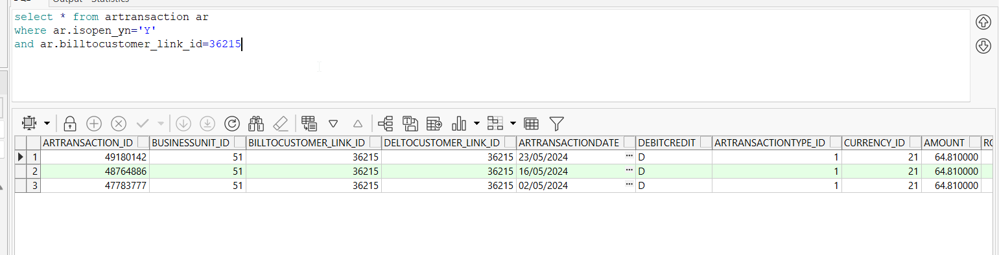 Output Statistics
select * from artransaction ar
where ar.isopen_yn='Y'
and ar.billtocustomer_link_id=36215
ARTRANSACTION_ID BUSINESSUNIT_ID BILLTOCUSTOMER_LINK_ID DELTOCUSTOMER_LINK_ID ARTRANSACTIONDATE DEBITCREDIT ARTRANSACTIONTYPE_ID CURRENCY_ID AMOUNT
1 49180142 51 36215 36215 23/05/2024 ... D 1 21 64.810000
2 48764886 51 36215 36215 16/05/2024 ... D 1 21 64.810000
3 47783777 51 36215 36215 02/05/2024 ... D 1 21 64.810000